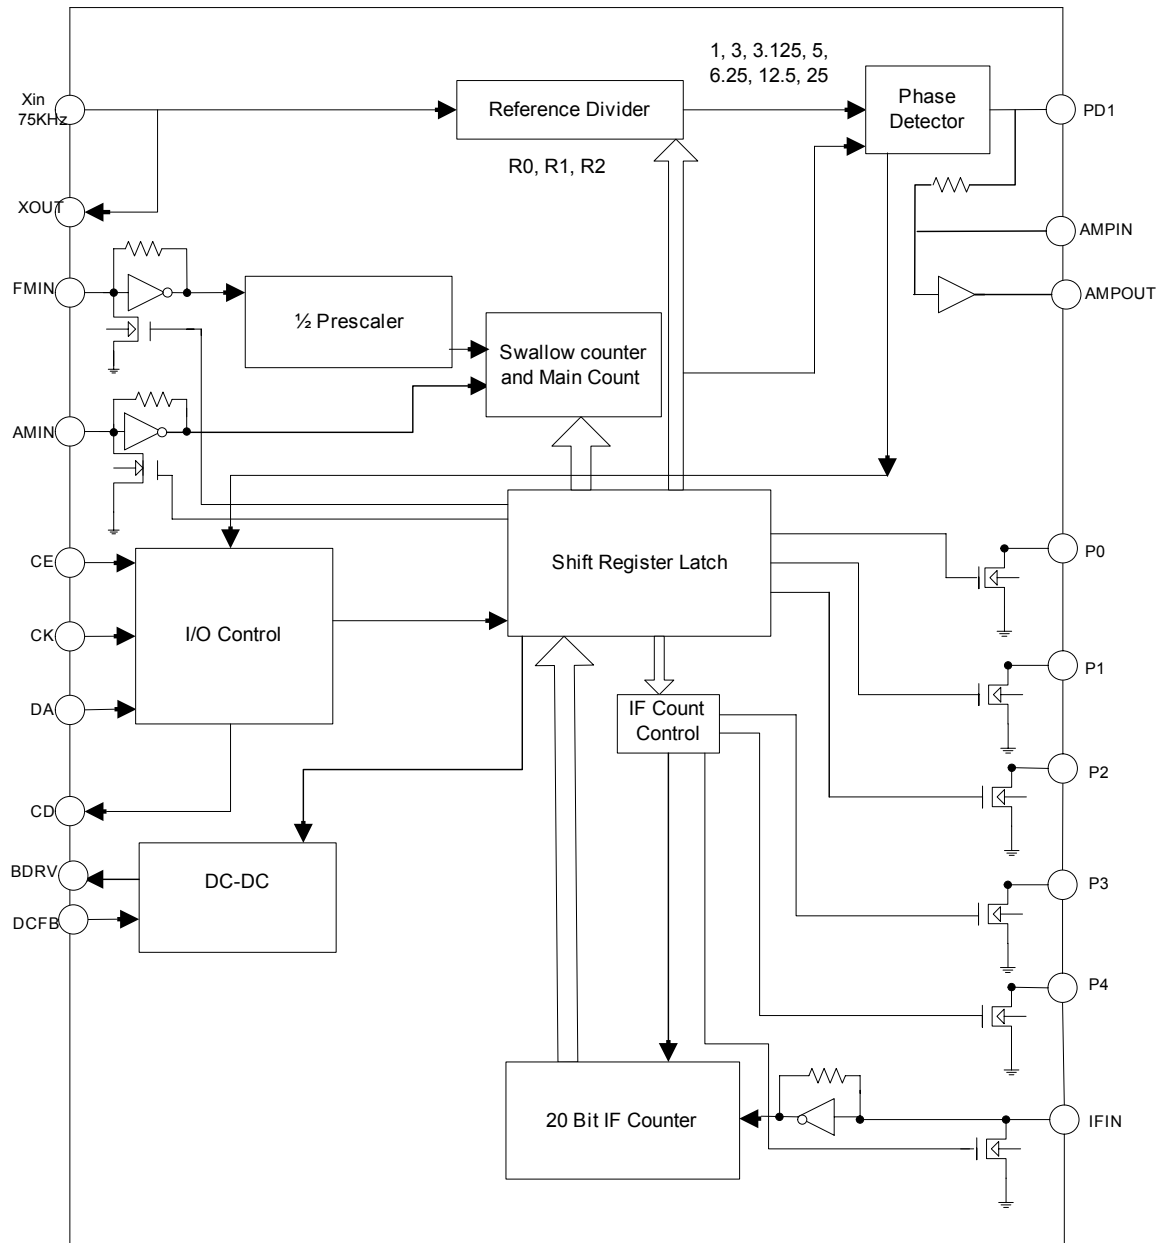 1, 3, 3.125, 5,
6.25, 12.5, 25
Xin
75KHz
Reference Divider
Phase
Detector
PD1
R0, R1, R2
XOUT
AMPIN
FMIN
AMPOUT
½ Prescaler
Swallow counter
and Main Count
AMIN
CE
Shift Register Latch
P0
CK
I/O Control
P1
DA
IF Count
Control
P2
CD
BDRV
DC-DC
P3
DCFB
P4
20 Bit IF Counter
IFIN